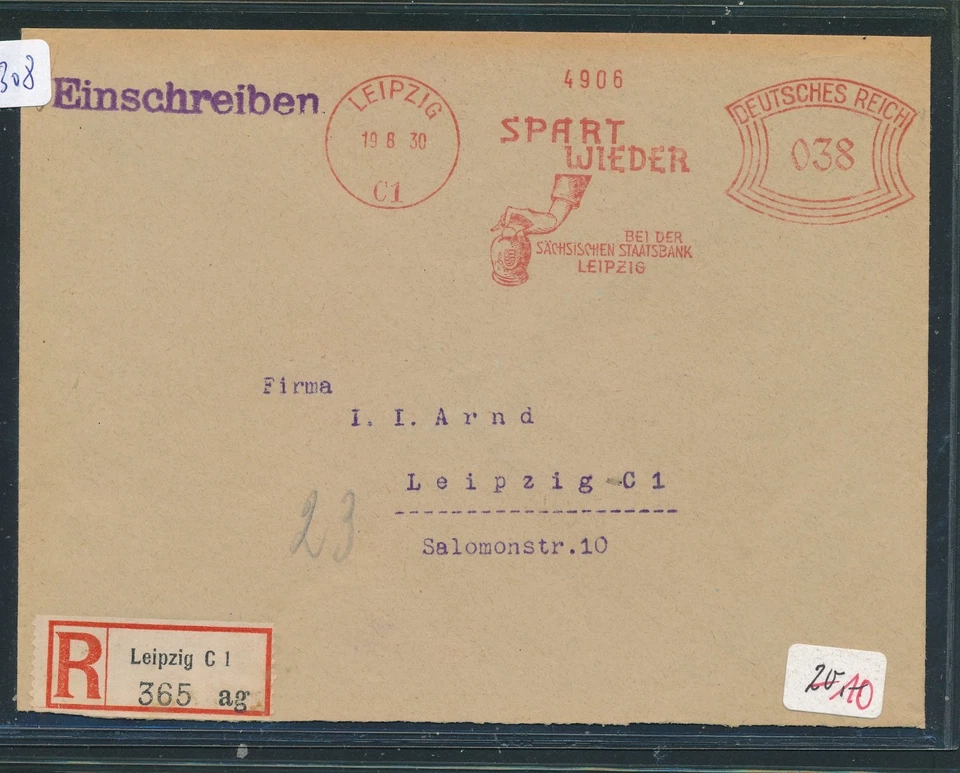 308
Einschreiben
LEIPZIG
19 8 30
C1
4906
SPART
WIEDER
BEI DER
SÄCHSISCHEN STAATSBANK
LEIPZIG
DEUTSCHES REICH
038
Firma
I. I. Arnd
Leipzig C1
Salomonstr.10
23
R
Leipzig C 1
365 ag
20,-
10